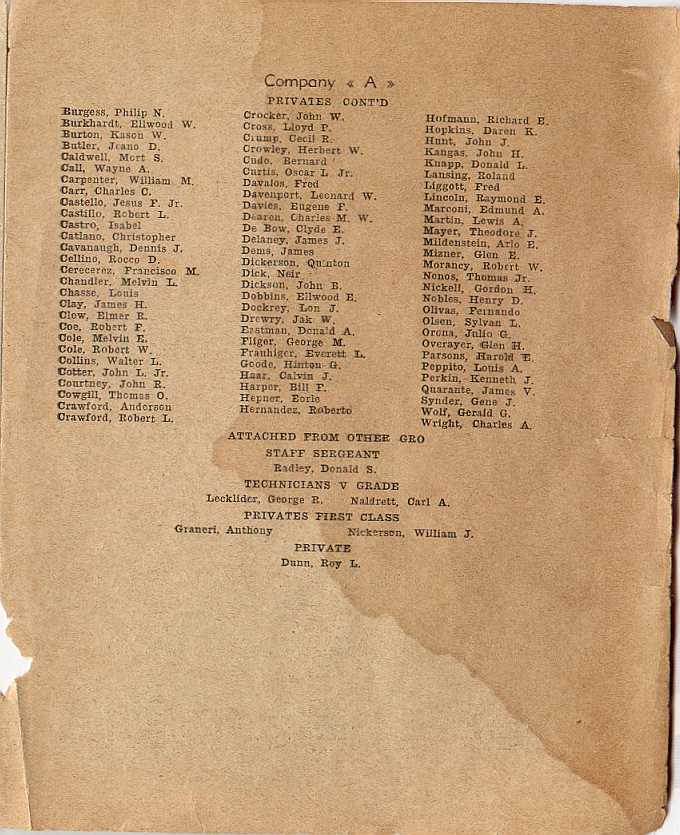 Company « A »
PRIVATES CONT'D
Burgess, Philip N.
Burkhardt, Ellwood W.
Burton, Kason W.
Butler, Jeano D.
Caldwell, Mort S.
Call, Wayne A.
Carpenter, William M.
Carr, Charles C.
Castello, Jesus F. Jr.
Castillo, Robert L.
Castro, Isabel
Catlano, Christopher
Cavanaugh, Dennis J.
Cellino, Rocco D.
Cerecerez, Francisco M.
Chandler, Melvin L.
Chasse, Louis
Clay, James H.
Clow, Elmer R.
Coe, Robert F.
Cole, Melvin E.
Cole, Robert W.
Collins, Walter L.
Cotter, John L. Jr.
Courtney, John R.
Cowgill, Thomas O.
Crawford, Anderson
Crawford, Robert L.
Crocker, John W.
Cross, Lloyd P.
Crump, Cecil R.
Crowley, Herbert W.
Cudo, Bernard
Curtis, Oscar L Jr.
Davalos, Fred
Davenport, Leonard W.
Davies, Eugene F.
Dearen, Charles M. W.
De Bow, Clyde E.
Delaney, James J.
Denis, James
Dickerson, Quinton
Dick, Neir
Dickson, John B.
Dobbins, Ellwood E.
Dockrey, Lon J.
Drewry, Jak W.
Eastman, Donald A.
Fliger, George M.
Frauhiger, Everett L.
Goode, Hinton G.
Haar, Calvin J.
Harper, Bill F.
Hepner, Eorle
Hernandez, Roberto
Hofmann, Richard E.
Hopkins, Daren K.
Hunt, John J.
Kangas, John H.
Knapp, Donald L.
Lansing, Roland
Liggott, Fred
Lincoln, Raymond E.
Marconi, Edmund A.
Martin, Lewis A.
Mayer, Theodore J.
Mildenstein, Arlo E.
Mizner, Glen E.
Morancy, Robert W.
Nonos, Thomas Jr.
Nickell, Gordon H.
Nobles, Henry D.
Olivas, Fernando
Olsen, Sylvan L.
Orona, Julio G.
Overayer, Glen H.
Parsons, Harold E.
Peppito, Louis A.
Perkin, Kenneth J.
Quarante, James V.
Synder, Gene J.
Wolf, Gerald G.
Wright, Charles A.
ATTACHED FROM OTHER GRO
STAFF SERGEANT
Radley, Donald S.
TECHNICIANS V GRADE
Lecklider, George R. Naldrett, Carl A.
PRIVATES FIRST CLASS
Graneri, Anthony Nickerson, William J.
PRIVATE
Dunn, Roy L.